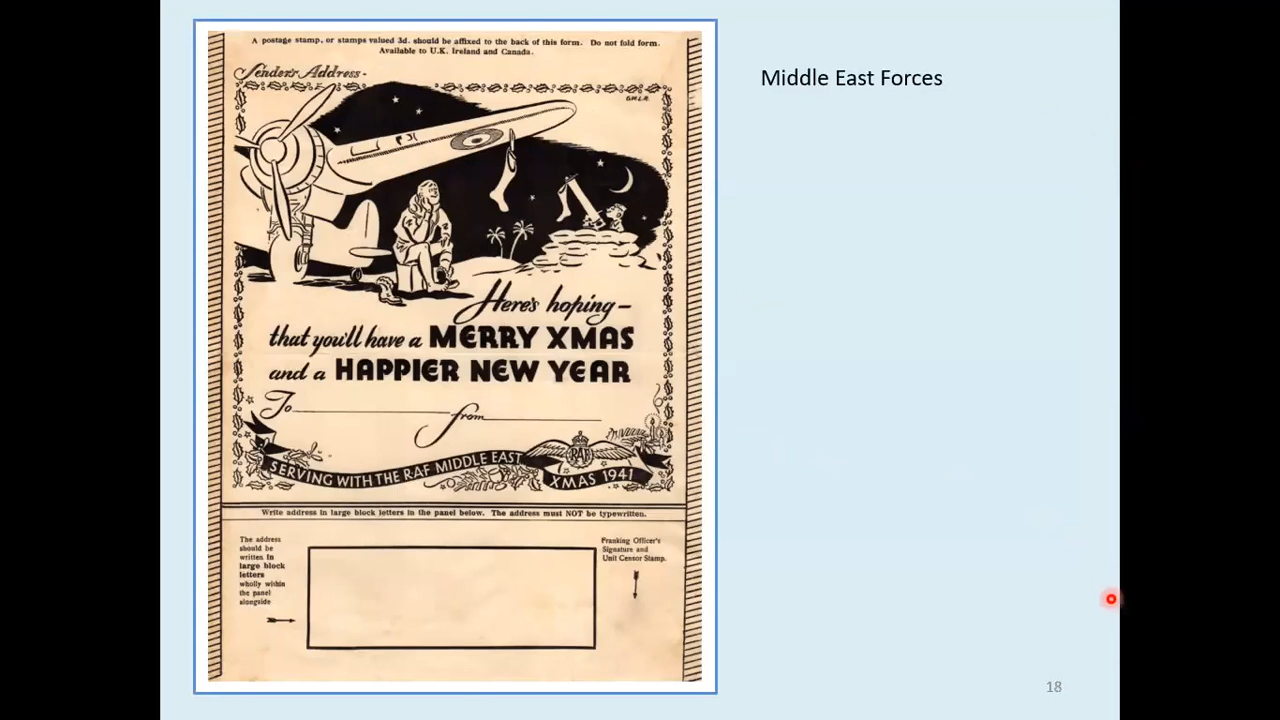 A postage stamp, or stamps valued 3d. should be affixed to the back of this form. Do not fold form.
Available to U.K. Ireland and Canada.
Sender's Address-
G.H.L.R.
Here's hoping-
that you'll have a MERRY XMAS
and a HAPPIER NEW YEAR
To from
SERVING WITH THE RAF MIDDLE EAST
RAF
XMAS 1941
Write address in large block letters in the panel below. The address must NOT be typewritten.
The address
should be
written in
large block
letters
wholly within
the panel
alongside
Franking Officer's
Signature and
Unit Censor Stamp.
Middle East Forces
18